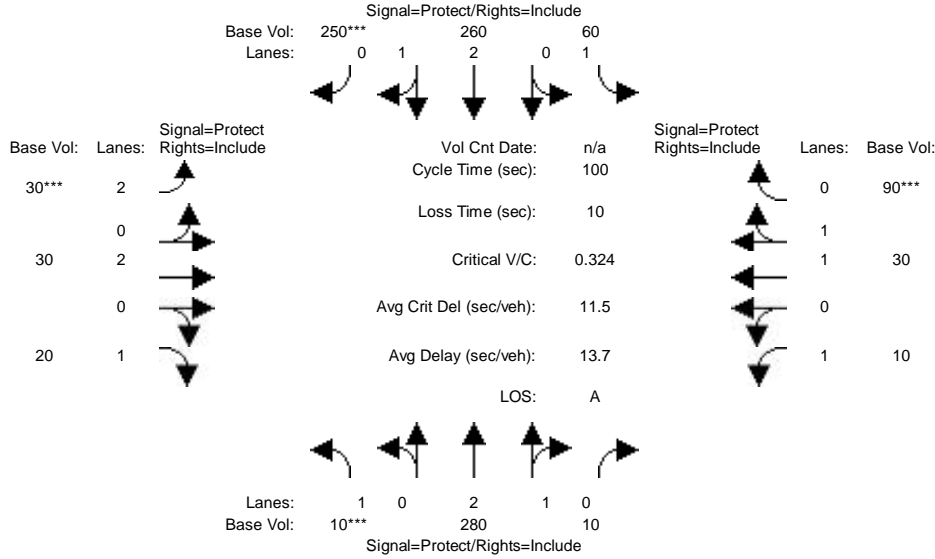 Signal=Protect/Rights=Include
Base Vol: 250*** 260 60
Lanes: 0 1 2 0 1
Signal=Protect
Base Vol: Lanes: Rights=Include
Vol Cnt Date: n/a
Signal=Protect
Rights=Include Lanes: Base Vol:
Cycle Time (sec): 100
30*** 2
0 90***
Loss Time (sec): 10
0
1
30 2
Critical V/C: 0.324
1 30
0
Avg Crit Del (sec/veh): 11.5
0
20 1
Avg Delay (sec/veh): 13.7
1 10
LOS: A
Lanes: 1 0 2 1 0
Base Vol: 10*** 280 10
Signal=Protect/Rights=Include